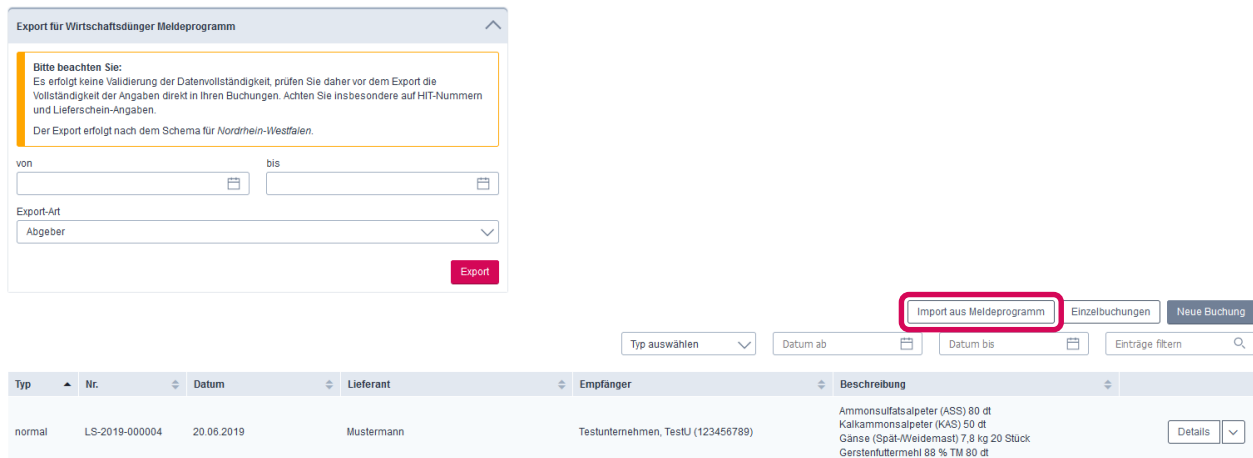 Export für Wirtschaftsdünger Meldeprogramm
Bitte beachten Sie:
Es erfolgt keine Validierung der Datenvollständigkeit, prüfen Sie daher vor dem Export die
Vollständigkeit der Angaben direkt in Ihren Buchungen. Achten Sie insbesondere auf HIT-Nummern
und Lieferschein-Angaben.
Der Export erfolgt nach dem Schema für Nordrhein-Westfalen.
von bis
Export-Art
Abgeber
Export
Import aus Meldeprogramm Einzelbuchungen Neue Buchung
Typ auswählen Datum ab Datum bis Einträge filtern
Typ Nr. Datum Lieferant Empfänger Beschreibung
Ammonsulfatsalpeter (ASS) 80 dt
Kalkammonsalpeter (KAS) 50 dt
normal LS-2019-000004 20.06.2019 Mustermann Testunternehmen, TestU (123456789) Details
Gänse (Spät-/Weidemast) 7,8 kg 20 Stück
Gerstenfuttermehl 88 % TM 80 dt